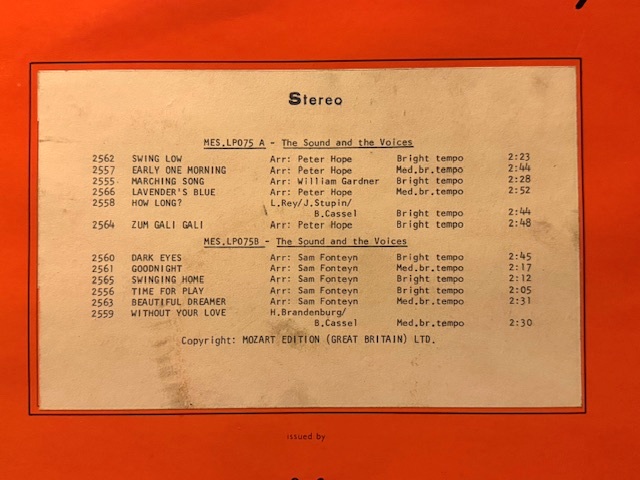 Stereo
MES.LP075 A - The Sound and the Voices
2562 SWING LOW Arr: Peter Hope Bright tempo 2:23
2557 EARLY ONE MORNING Arr: Peter Hope Med.br.tempo 2:44
2555 MARCHING SONG Arr: William Gardner Bright tempo 2:28
2566 LAVENDER'S BLUE Arr: Peter Hope Med.br.tempo 2:52
2558 HOW LONG? L.Rey/J.Stupin/
B.Cassel Bright tempo 2:44
2564 ZUM GALI GALI Arr: Peter Hope Bright tempo 2:48
MES.LP075B - The Sound and the Voices
2560 DARK EYES Arr: Sam Fonteyn Bright tempo 2:45
2561 GOODNIGHT Arr: Sam Fonteyn Med.br.tempo 2:17
2565 SWINGING HOME Arr: Sam Fonteyn Bright tempo 2:12
2556 TIME FOR PLAY Arr: Sam Fonteyn Bright tempo 2:05
2563 BEAUTIFUL DREAMER Arr: Sam Fonteyn Med.br.tempo 2:31
2559 WITHOUT YOUR LOVE H.Brandenburg/
B.Cassel Med.br.tempo 2:30
Copyright: MOZART EDITION (GREAT BRITAIN) LTD.
issued by